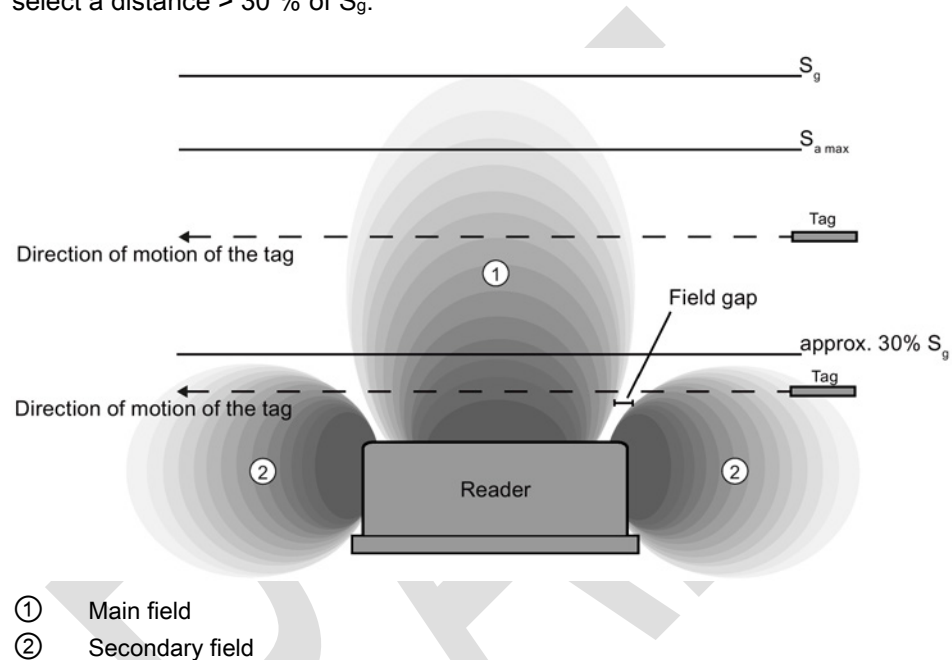 select a distance > 30 % of Sg.
Sg
Sa max
Tag
Direction of motion of the tag
①
Field gap
approx. 30% Sg
Tag
Direction of motion of the tag
② ②
Reader
① Main field
② Secondary field